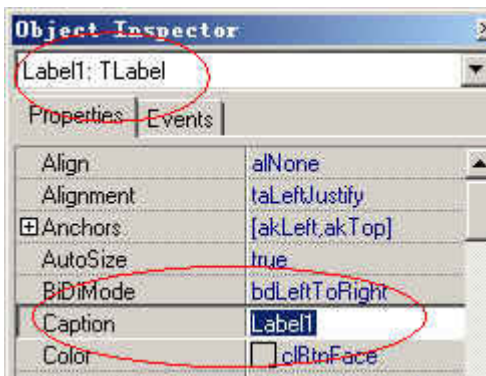 Object Inspector
Label1: TLabel
Properties Events
Align alNone
Alignment taLeftJustify
Anchors [akLeft,akTop]
AutoSize true
BiDiMode bdLeftToRight
Caption Label1
Color clBtnFace